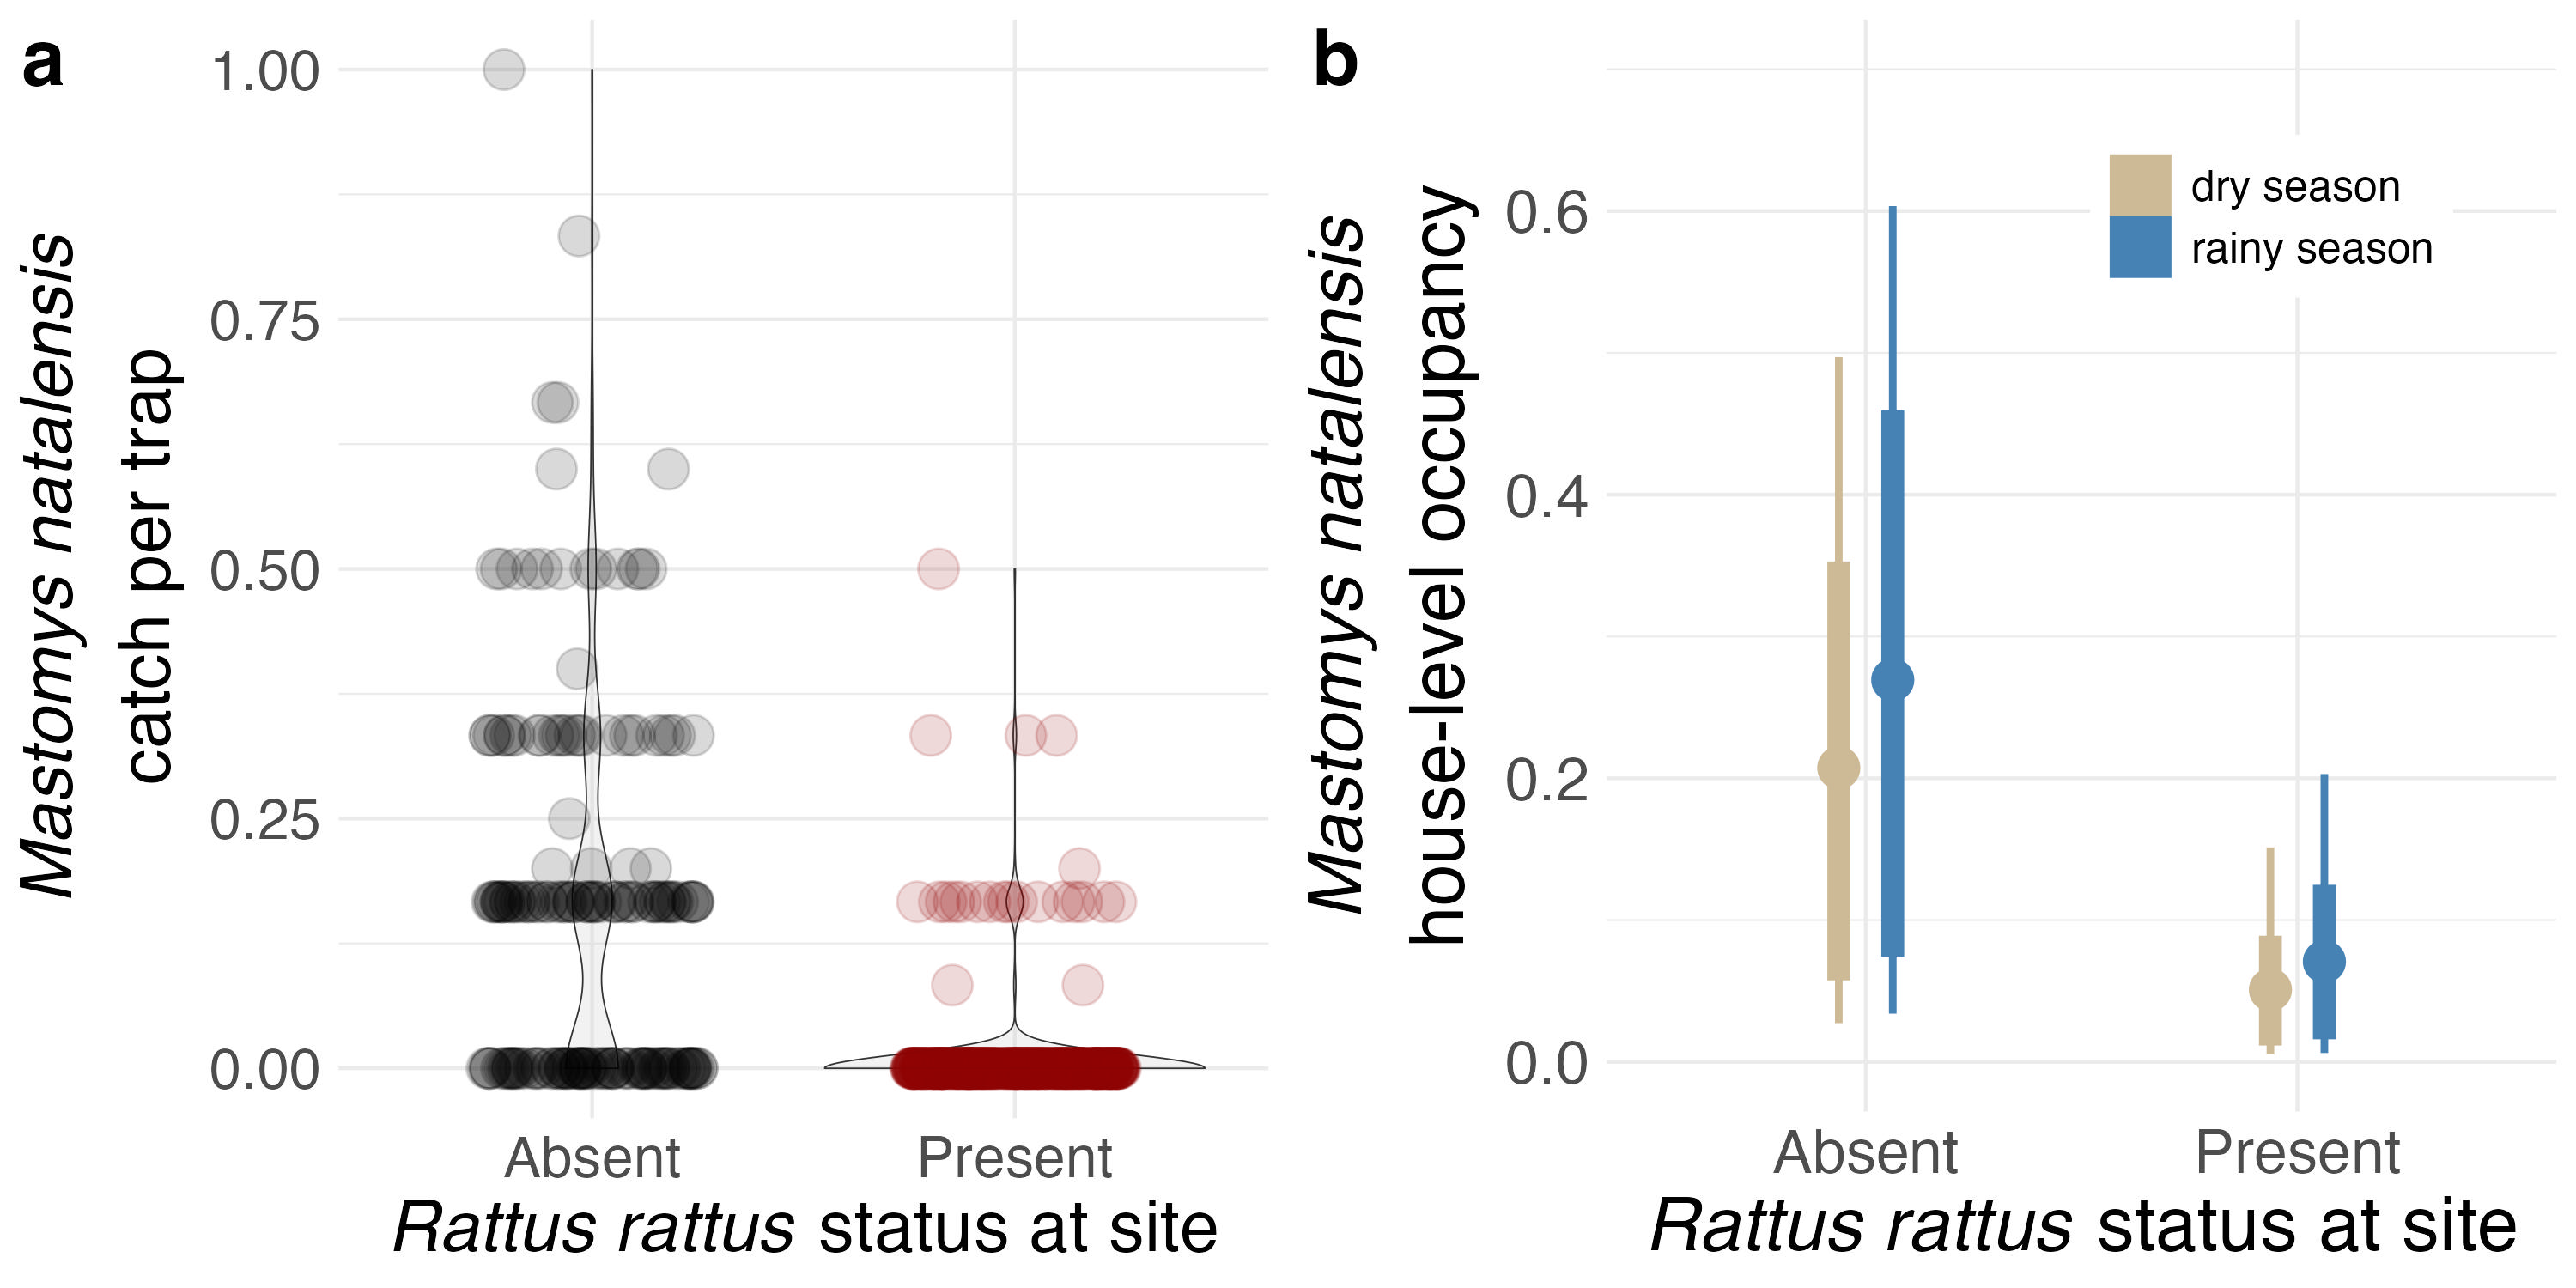 a
Mastomys natalensis
catch per trap
1.00
0.75
0.50
0.25
0.00
Absent
Present
Rattus rattus status at site
b
Mastomys natalensis
house-level occupancy
0.6
0.4
0.2
0.0
dry season
rainy season
Absent
Present
Rattus rattus status at site